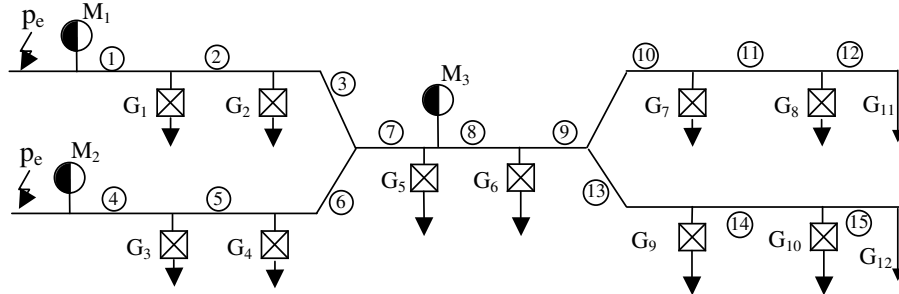 pₑ M₁ ① ② ⑩ ⑪ ⑫
③ M₃
G₁ G₂ G₇ G₈ G₁₁
pₑ M₂ ⑦ ⑧ ⑨
④ ⑤ ⑥ G₅ G₆ ⑬
G₃ G₄ G₉ ⑭ G₁₀ ⑮ G₁₂